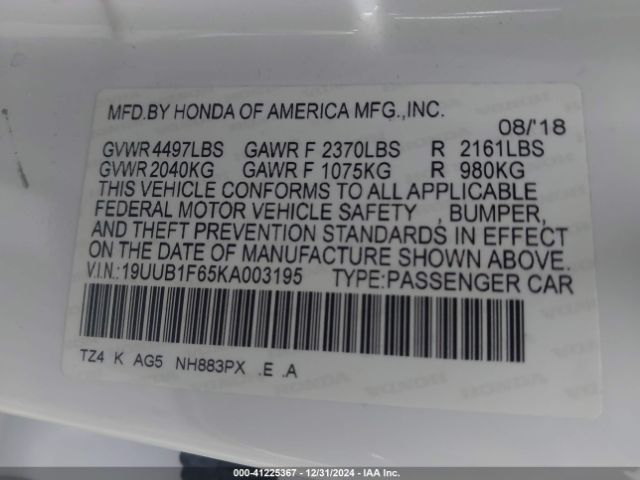 MFD.BY HONDA OF AMERICA MFG.,INC.
08/'18
GVWR 4497LBS GAWR F 2370LBS R 2161LBS
GVWR 2040KG GAWR F 1075KG R 980KG
THIS VEHICLE CONFORMS TO ALL APPLICABLE
FEDERAL MOTOR VEHICLE SAFETY , BUMPER,
AND THEFT PREVENTION STANDARDS IN EFFECT
ON THE DATE OF MANUFACTURE SHOWN ABOVE.
V.I.N.: 19UUB1F65KA003195 TYPE:PASSENGER CAR
TZ4 K AG5 NH883PX .E .A
000-41225367 - 12/31/2024 - IAA Inc.